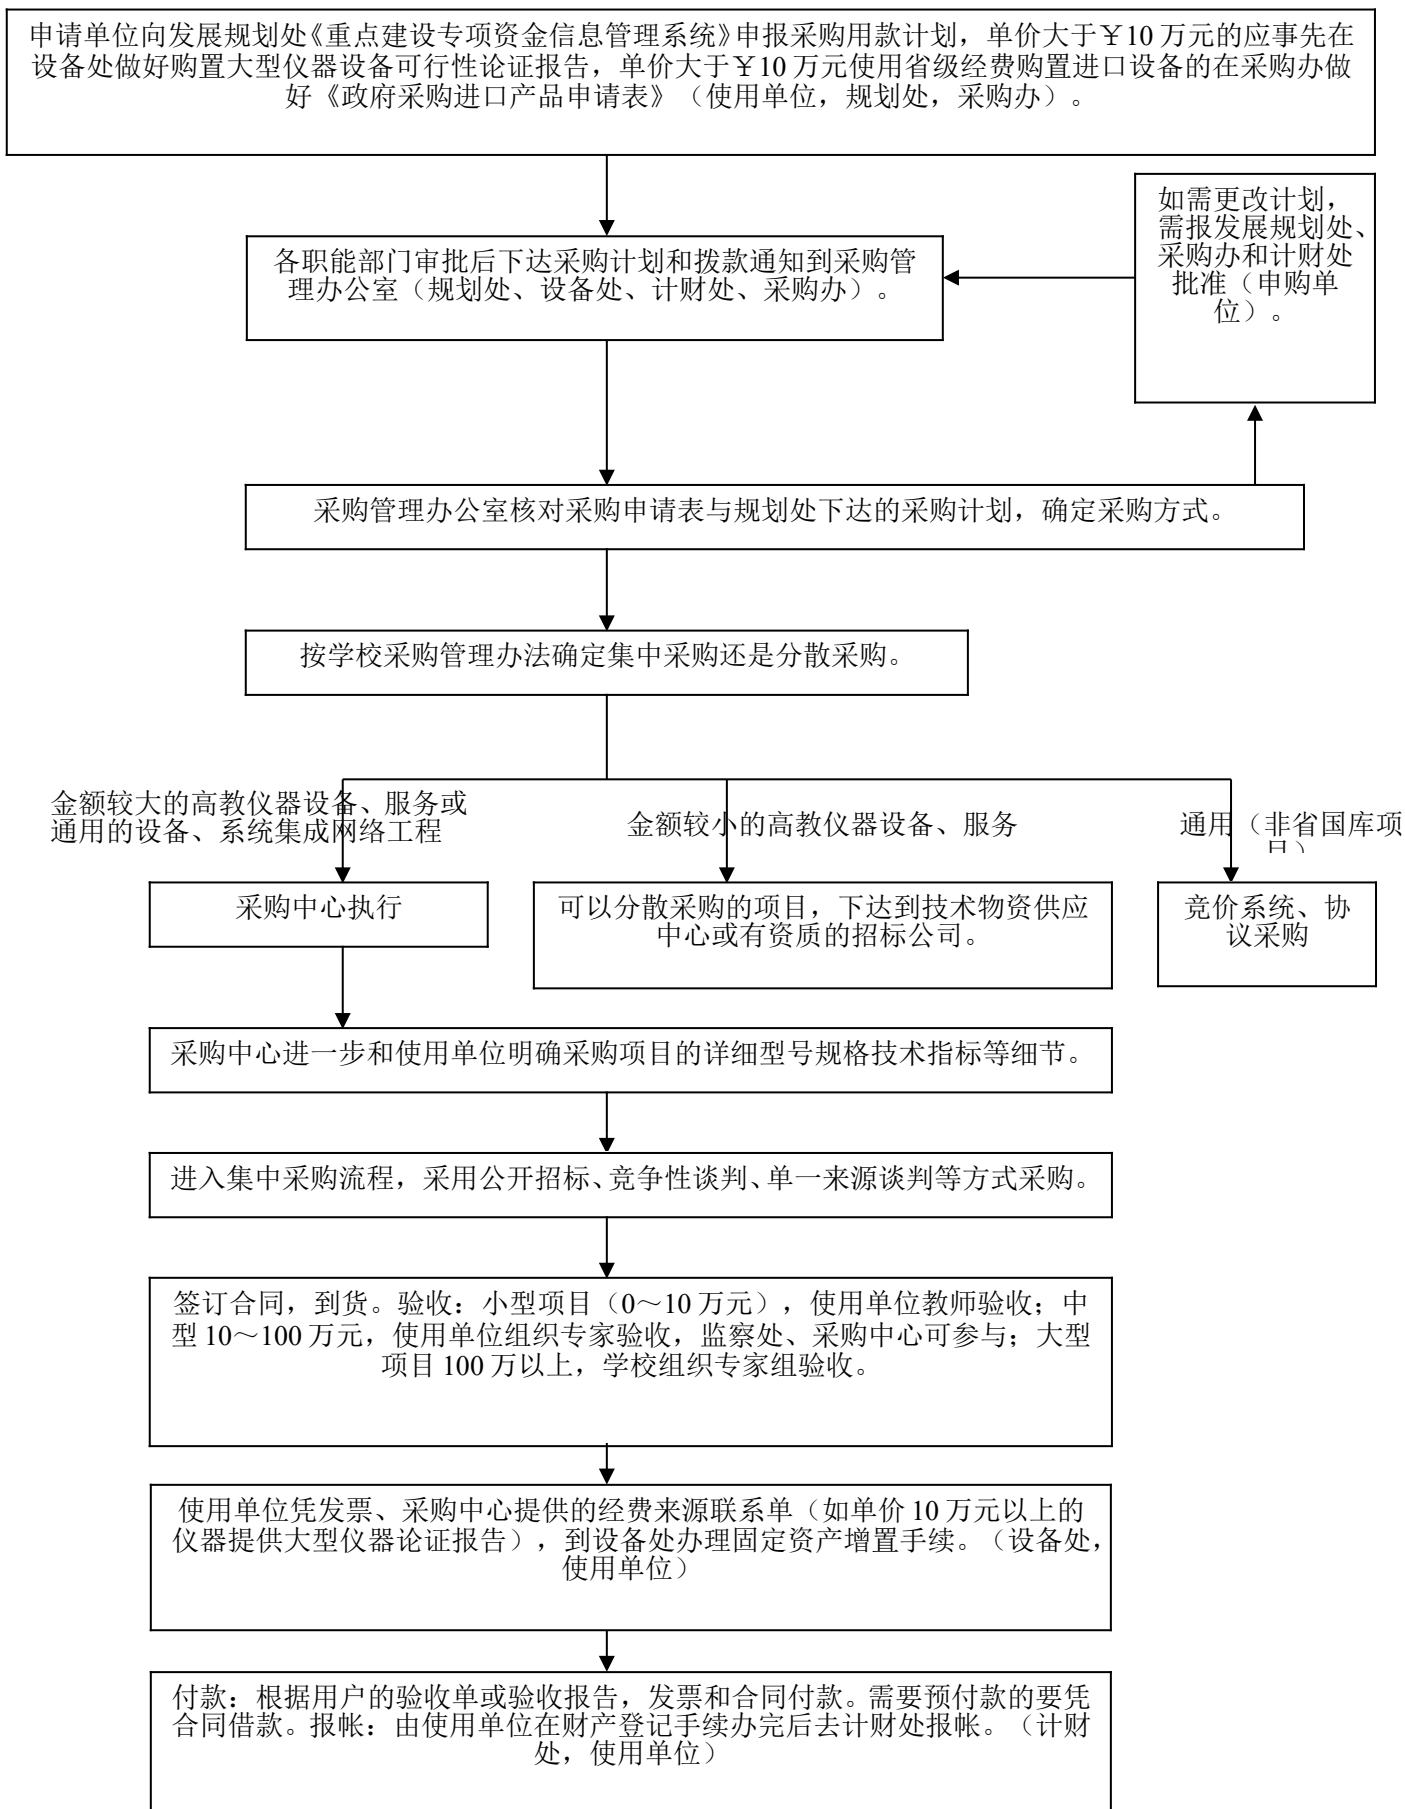 申请单位向发展规划处《重点建设专项资金信息管理系统》申报采购用款计划，单价大于￥10 万元的应事先在
设备处做好购置大型仪器设备可行性论证报告，单价大于￥10 万元使用省级经费购置进口设备的在采购办做
好《政府采购进口产品申请表》（使用单位，规划处，采购办）。
如需更改计划，
需报发展规划处、
采购办和计财处
批准（申购单
位）。
各职能部门审批后下达采购计划和拨款通知到采购管
理办公室（规划处、设备处、计财处、采购办）。
采购管理办公室核对采购申请表与规划处下达的采购计划，确定采购方式。
按学校采购管理办法确定集中采购还是分散采购。
金额较大的高教仪器设备、服务或
通用的设备、系统集成网络工程
金额较小的高教仪器设备、服务
通用（非省国库项
目）
采购中心执行
可以分散采购的项目，下达到技术物资供应
中心或有资质的招标公司。
竞价系统、协
议采购
采购中心进一步和使用单位明确采购项目的详细型号规格技术指标等细节。
进入集中采购流程，采用公开招标、竞争性谈判、单一来源谈判等方式采购。
签订合同，到货。验收：小型项目（0～10 万元），使用单位教师验收；中
型 10～100 万元，使用单位组织专家验收，监察处、采购中心可参与；大型
项目 100 万以上，学校组织专家组验收。
使用单位凭发票、采购中心提供的经费来源联系单（如单价 10 万元以上的
仪器提供大型仪器论证报告），到设备处办理固定资产增置手续。（设备处，
使用单位）
付款：根据用户的验收单或验收报告，发票和合同付款。需要预付款的要凭
合同借款。报帐：由使用单位在财产登记手续办完后去计财处报帐。（计财
处，使用单位）